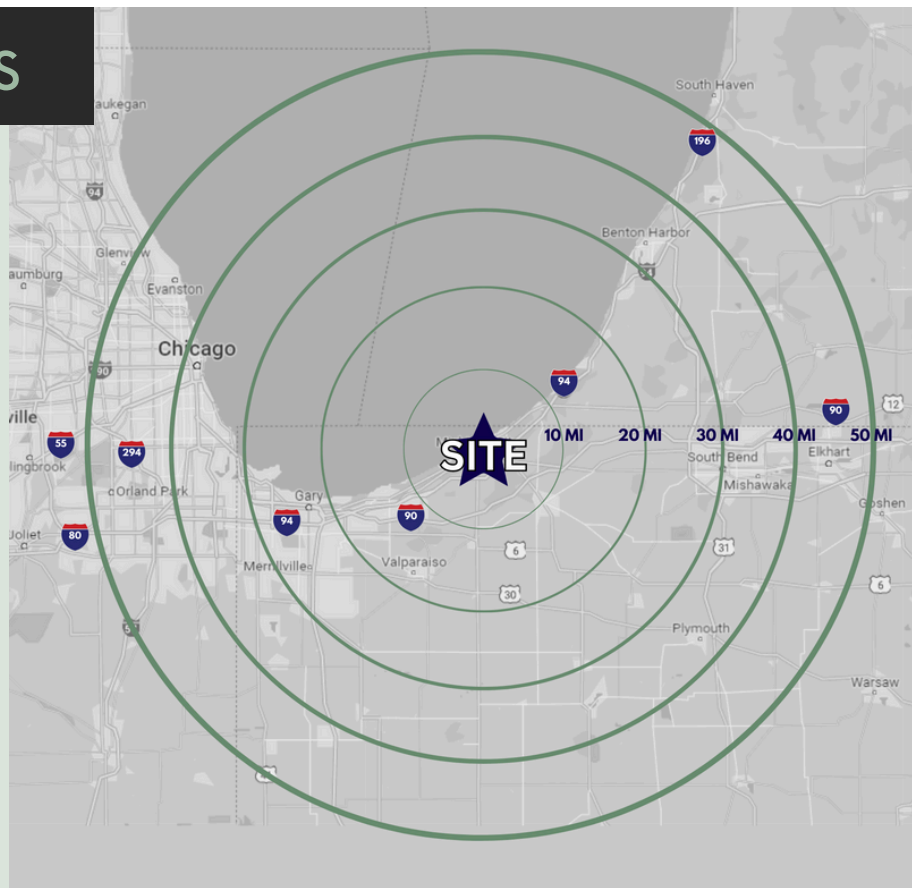 S
South Haven
aukegan
196
94
Benton Harbor
Glenview
aumburg
Evanston
Chicago
90
94
90
12
ville
55
10 MI
20 MI
30 MI
40 MI
50 MI
SITE
294
lingbrook
South Bend
Elkhart
Mishawaka
Orland Park
Gary
Goshen
94
90
Joliet
80
31
6
Merrillville
Valparaiso
6
30
Plymouth
Warsaw